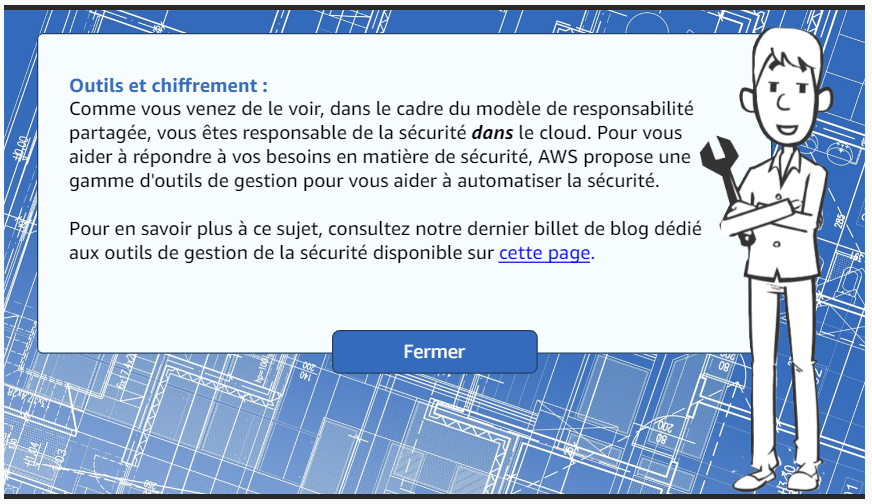 Outils et chiffrement :
Comme vous venez de le voir, dans le cadre du modèle de responsabilité
partagée, vous êtes responsable de la sécurité dans le cloud. Pour vous
aider à répondre à vos besoins en matière de sécurité, AWS propose une
gamme d'outils de gestion pour vous aider à automatiser la sécurité.
Pour en savoir plus à ce sujet, consultez notre dernier billet de blog dédié
aux outils de gestion de la sécurité disponible sur cette page.
Fermer